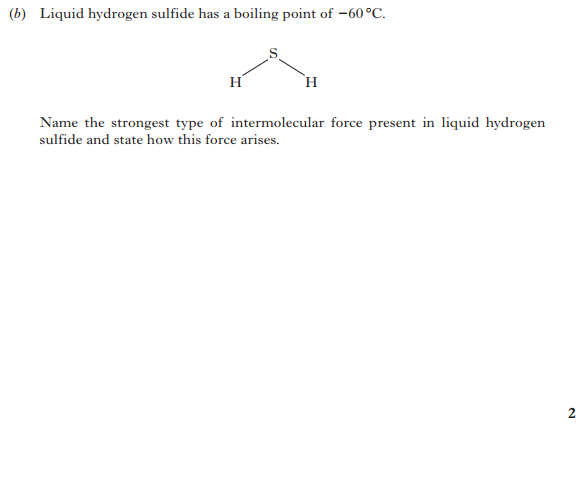 (b) Liquid hydrogen sulfide has a boiling point of −60 °C.
S
H H
Name the strongest type of intermolecular force present in liquid hydrogen
sulfide and state how this force arises.
2